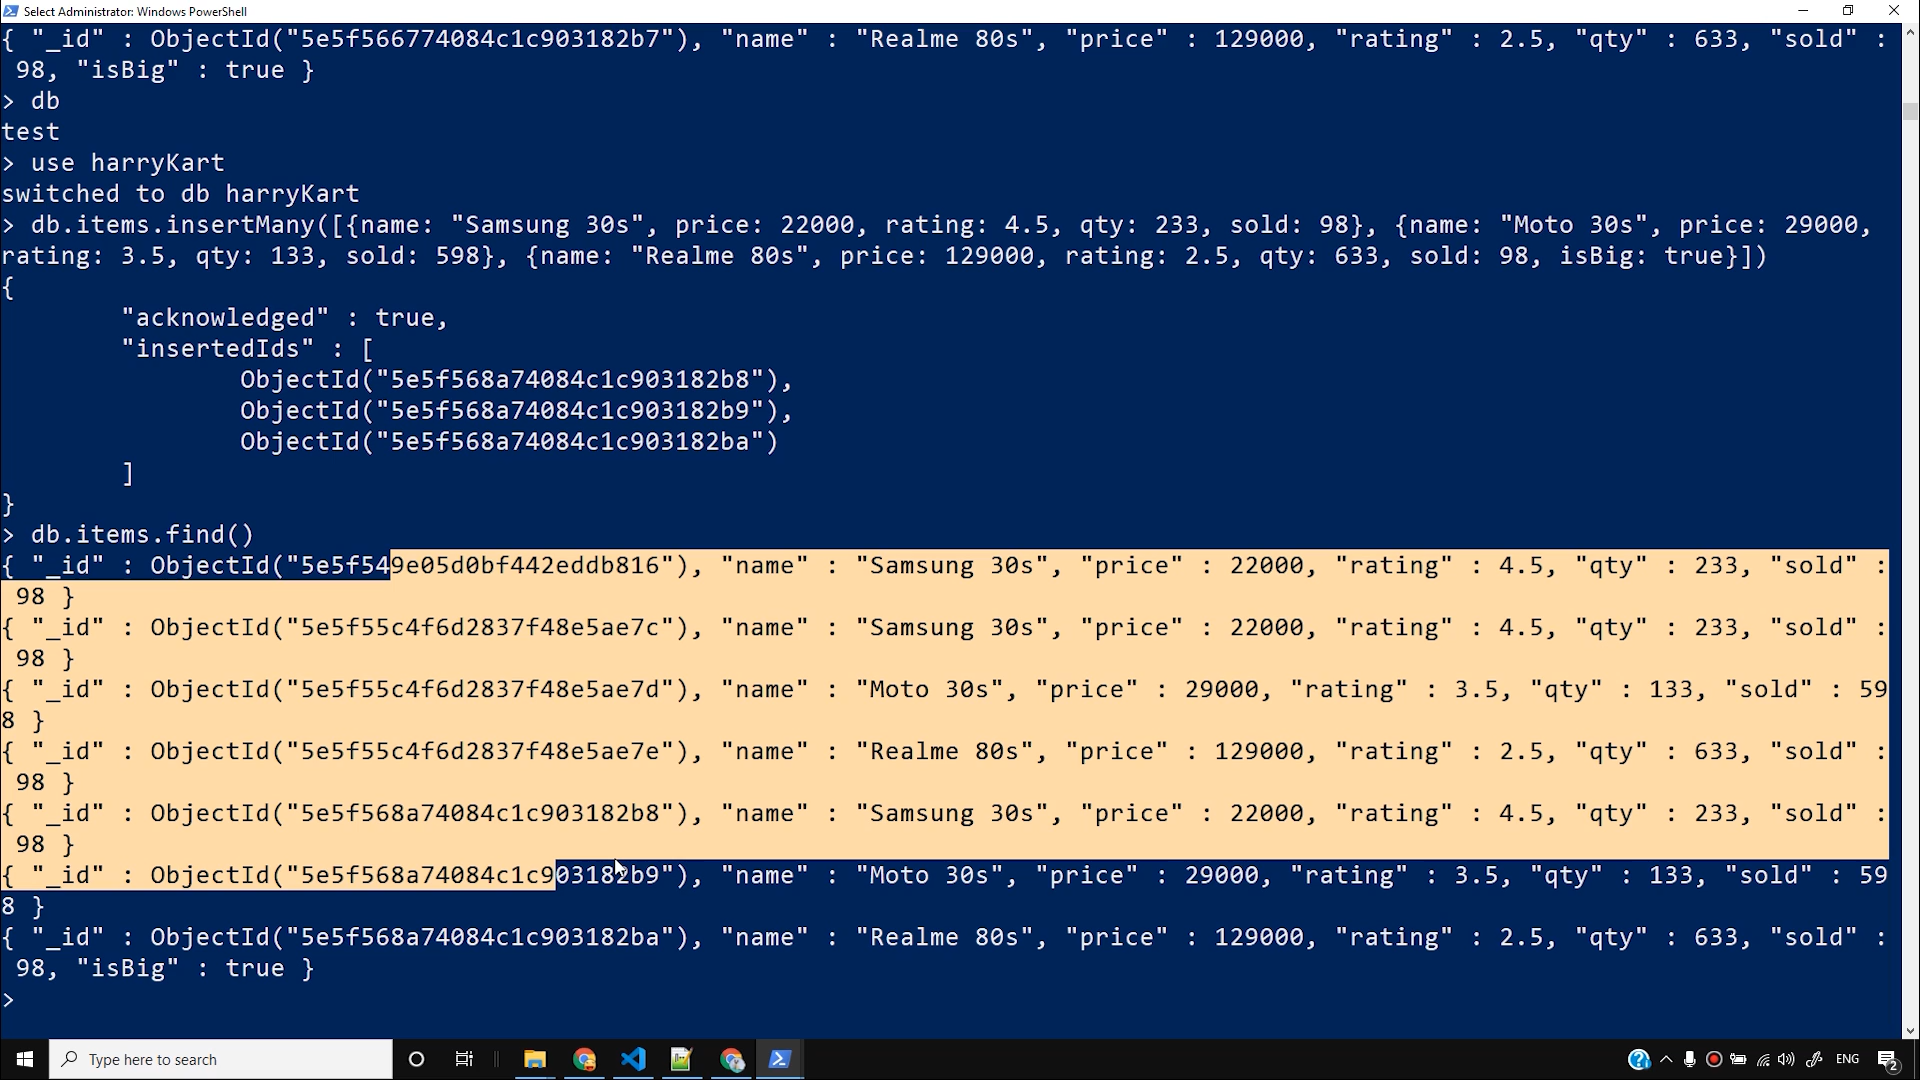 Select Administrator: Windows PowerShell
{ "_id" : ObjectId("5e5f566774084c1c903182b7"), "name" : "Realme 80s", "price" : 129000, "rating" : 2.5, "qty" : 633, "sold" :
98, "isBig" : true }
> db
test
> use harryKart
switched to db harryKart
> db.items.insertMany([{name: "Samsung 30s", price: 22000, rating: 4.5, qty: 233, sold: 98}, {name: "Moto 30s", price: 29000,
rating: 3.5, qty: 133, sold: 598}, {name: "Realme 80s", price: 129000, rating: 2.5, qty: 633, sold: 98, isBig: true}])
{
"acknowledged" : true,
"insertedIds" : [
ObjectId("5e5f568a74084c1c903182b8"),
ObjectId("5e5f568a74084c1c903182b9"),
ObjectId("5e5f568a74084c1c903182ba")
]
}
> db.items.find()
{ "_id" : ObjectId("5e5f549e05d0bf442eddb816"), "name" : "Samsung 30s", "price" : 22000, "rating" : 4.5, "qty" : 233, "sold" :
98 }
{ "_id" : ObjectId("5e5f55c4f6d2837f48e5ae7c"), "name" : "Samsung 30s", "price" : 22000, "rating" : 4.5, "qty" : 233, "sold" :
98 }
{ "_id" : ObjectId("5e5f55c4f6d2837f48e5ae7d"), "name" : "Moto 30s", "price" : 29000, "rating" : 3.5, "qty" : 133, "sold" : 59
8 }
{ "_id" : ObjectId("5e5f55c4f6d2837f48e5ae7e"), "name" : "Realme 80s", "price" : 129000, "rating" : 2.5, "qty" : 633, "sold" :
98 }
{ "_id" : ObjectId("5e5f568a74084c1c903182b8"), "name" : "Samsung 30s", "price" : 22000, "rating" : 4.5, "qty" : 233, "sold" :
98 }
{ "_id" : ObjectId("5e5f568a74084c1c903182b9"), "name" : "Moto 30s", "price" : 29000, "rating" : 3.5, "qty" : 133, "sold" : 59
8 }
{ "_id" : ObjectId("5e5f568a74084c1c903182ba"), "name" : "Realme 80s", "price" : 129000, "rating" : 2.5, "qty" : 633, "sold" :
98, "isBig" : true }
>
Type here to search
ENG
2